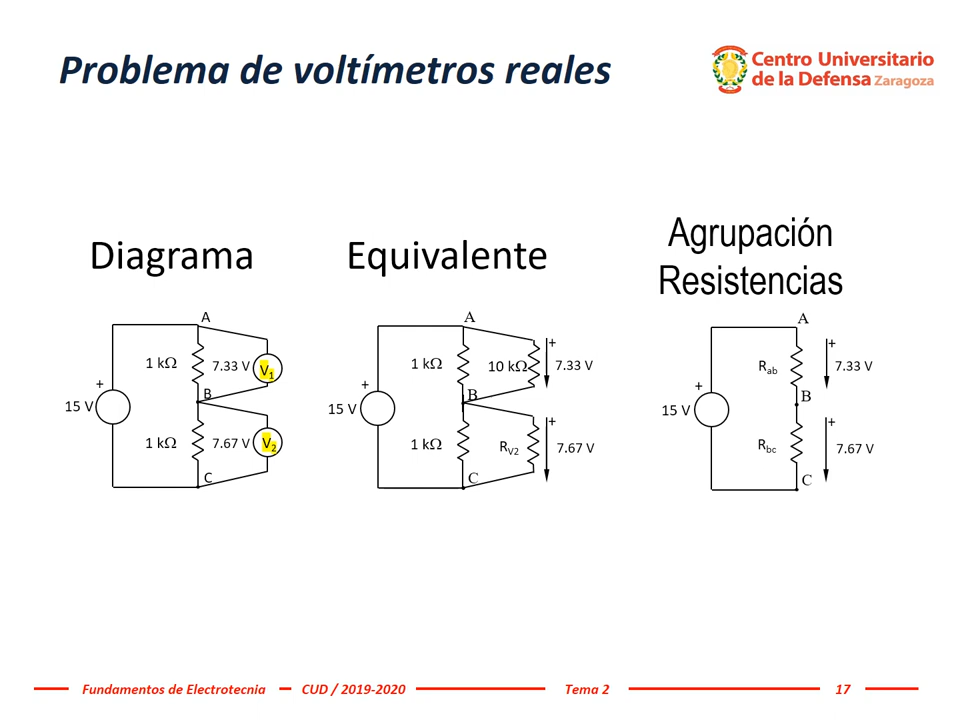 Problema de voltímetros reales
Centro Universitario
de la Defensa Zaragoza
Diagrama
Equivalente
Agrupación
Resistencias
A
1 kΩ
7.33 V
V1
+
15 V
B
1 kΩ
7.67 V
V2
C
A
+
1 kΩ
10 kΩ
7.33 V
+
15 V
B
+
1 kΩ
RV2
7.67 V
C
A
+
Rab
7.33 V
+
15 V
B
+
Rbc
7.67 V
C
Fundamentos de Electrotecnia
CUD / 2019-2020
Tema 2
17